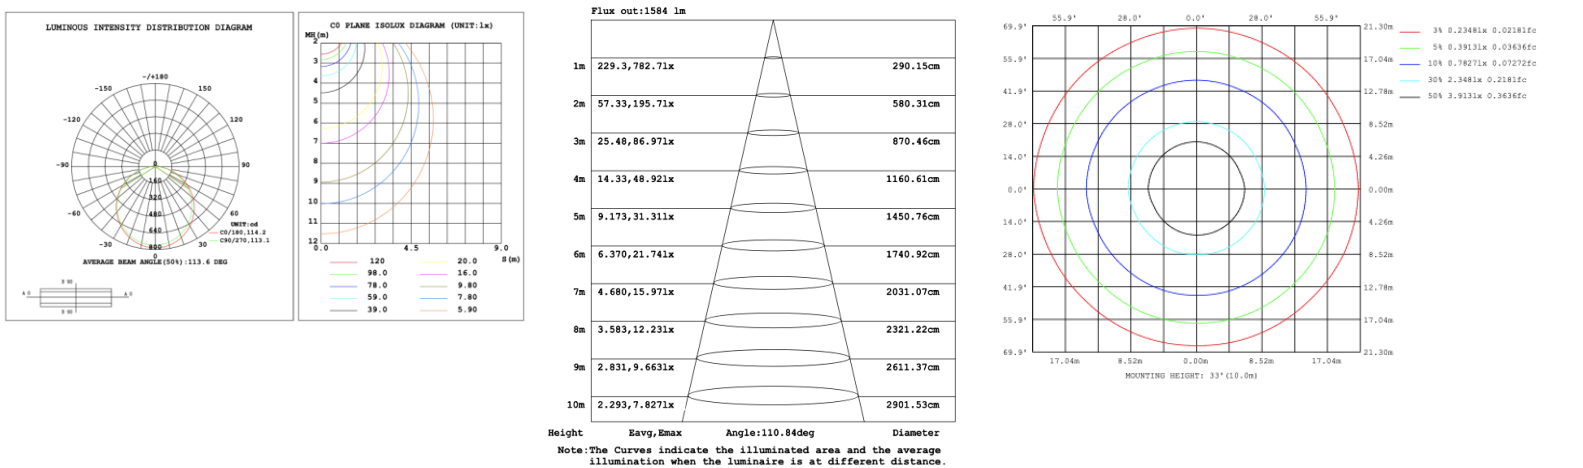 LUMINOUS INTENSITY DISTRIBUTION DIAGRAM
-/+180
-150 150
-120 120
-90 90
-60 60
-30 30
0
0
160
320
480
640
800
UNIT:cd
C0/180,114.2
C90/270,113.1
AVERAGE BEAM ANGLE(50%):113.6 DEG
C0 PLANE ISOLUX DIAGRAM (UNIT:lx)
MH(m)
2
3
4
5
6
7
8
9
10
11
12
0.0 4.5 9.0
S(m)
120 20.0
98.0 16.0
78.0 9.80
59.0 7.80
39.0 5.90
Flux out:1584 lm
1m 229.3,782.7lx 290.15cm
2m 57.33,195.7lx 580.31cm
3m 25.48,86.97lx 870.46cm
4m 14.33,48.92lx 1160.61cm
5m 9.173,31.31lx 1450.76cm
6m 6.370,21.74lx 1740.92cm
7m 4.680,15.97lx 2031.07cm
8m 3.583,12.23lx 2321.22cm
9m 2.831,9.663lx 2611.37cm
10m 2.293,7.827lx 2901.53cm
Height Eavg,Emax Angle:110.84deg Diameter
Note:The Curves indicate the illuminated area and the average
illumination when the luminaire is at different distance.
55.9' 28.0' 0.0' 28.0' 55.9'
69.9' 21.30m
55.9' 17.04m
41.9' 12.78m
28.0' 8.52m
14.0' 4.26m
0.0' 0.00m
14.0' 4.26m
28.0' 8.52m
41.9' 12.78m
55.9' 17.04m
69.9' 21.30m
17.04m 8.52m 0.00m 8.52m 17.04m
MOUNTING HEIGHT: 33'(10.0m)
3% 0.2348lx 0.02181fc
5% 0.3913lx 0.03636fc
10% 0.7827lx 0.07272fc
30% 2.348lx 0.2181fc
50% 3.913lx 0.3636fc